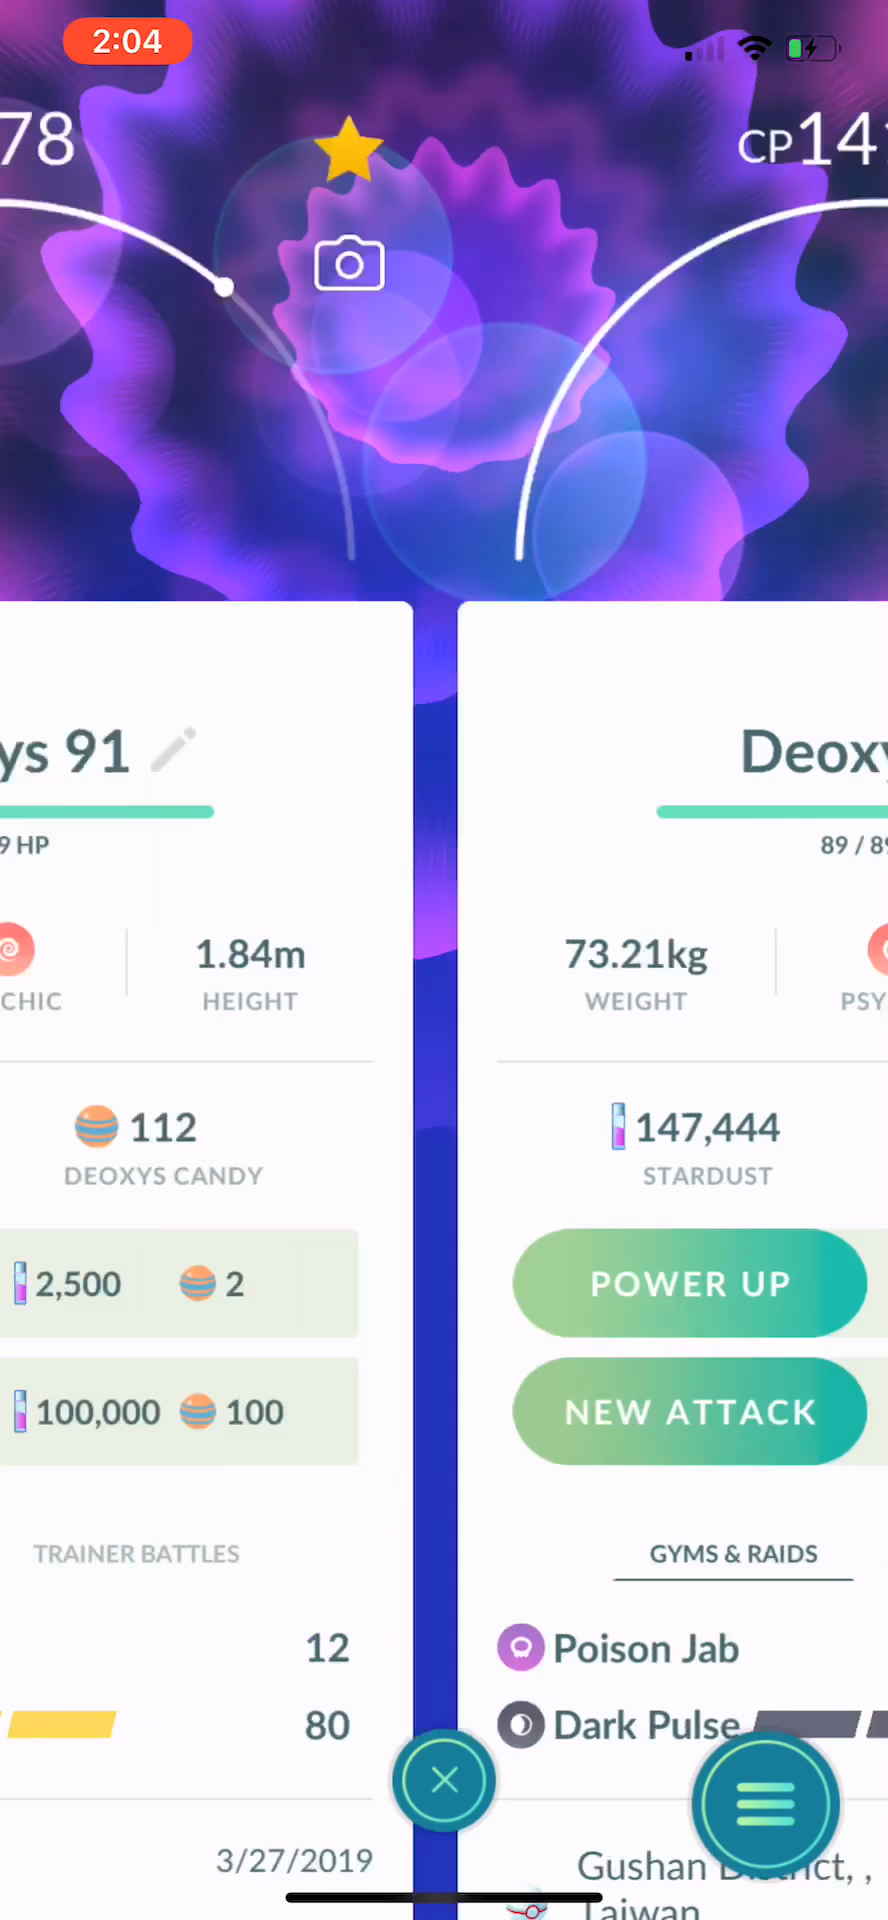 2:04
78
CP14
ys 91
9 HP
CHIC
1.84m
HEIGHT
112
DEOXYS CANDY
2,500 2
100,000 100
TRAINER BATTLES
12
80
3/27/2019
Deoxy
89 / 89
73.21kg
WEIGHT
PSY
147,444
STARDUST
POWER UP
NEW ATTACK
GYMS & RAIDS
Poison Jab
Dark Pulse
Gushan District, ,
Taiwan